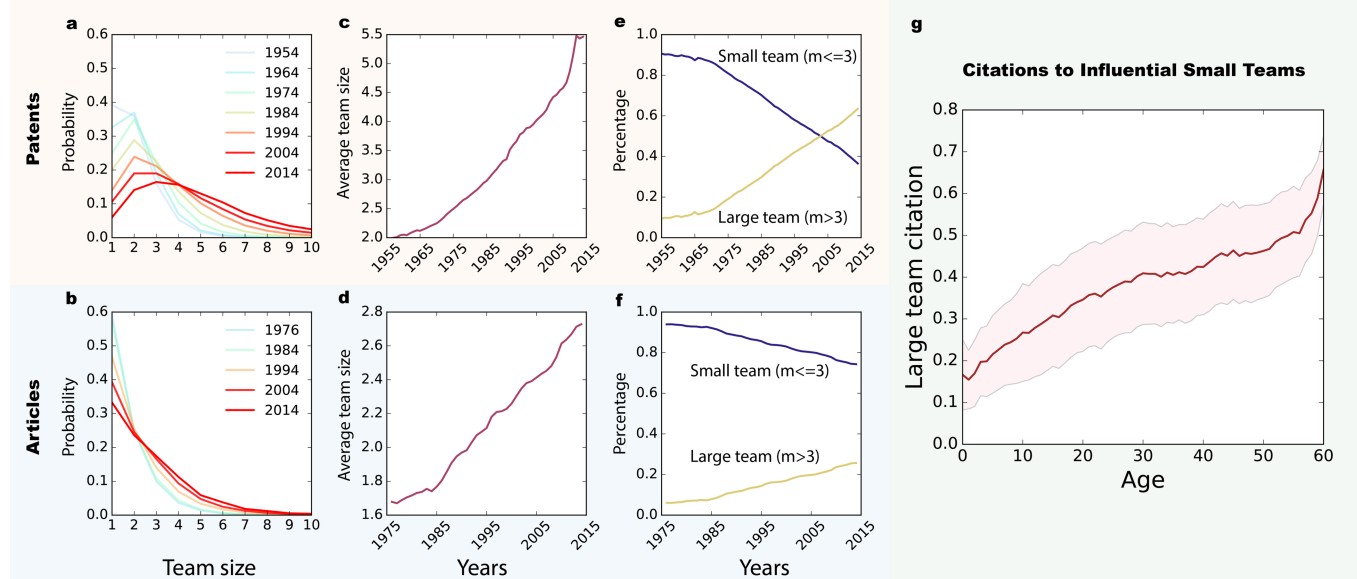 a
0.6
0.5
0.4
0.3
0.2
0.1
0.0
Probability
1 2 3 4 5 6 7 8 9 10
1954
1964
1974
1984
1994
2004
2014
Patents
c
5.5
5.0
4.5
4.0
3.5
3.0
2.5
2.0
Average team size
1955 1965 1975 1985 1995 2005 2015
e
1.0
0.8
0.6
0.4
0.2
0.0
Percentage
Small team (m<=3)
Large team (m>3)
1955 1965 1975 1985 1995 2005 2015
b
0.6
0.5
0.4
0.3
0.2
0.1
0.0
Probability
1 2 3 4 5 6 7 8 9 10
1976
1984
1994
2004
2014
Articles
Team size
d
2.8
2.6
2.4
2.2
2.0
1.8
1.6
Average team size
1975 1985 1995 2005 2015
Years
f
1.0
0.8
0.6
0.4
0.2
0.0
Percentage
Small team (m<=3)
Large team (m>3)
1975 1985 1995 2005 2015
Years
g
Citations to Influential Small Teams
0.8
0.7
0.6
0.5
0.4
0.3
0.2
0.1
0.0
Large team citation
0 10 20 30 40 50 60
Age